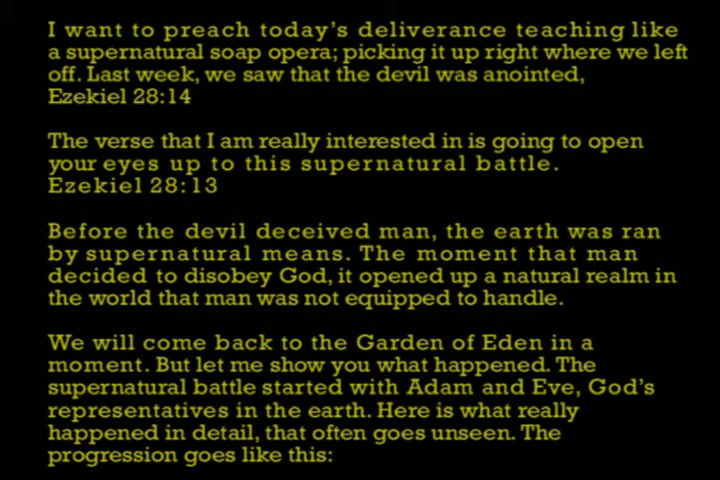 I want to preach today's deliverance teaching like
a supernatural soap opera; picking it up right where we left
off. Last week, we saw that the devil was anointed,
Ezekiel 28:14
The verse that I am really interested in is going to open
your eyes up to this supernatural battle.
Ezekiel 28:13
Before the devil deceived man, the earth was ran
by supernatural means. The moment that man
decided to disobey God, it opened up a natural realm in
the world that man was not equipped to handle.
We will come back to the Garden of Eden in a
moment. But let me show you what happened. The
supernatural battle started with Adam and Eve, God's
representatives in the earth. Here is what really
happened in detail, that often goes unseen. The
progression goes like this: